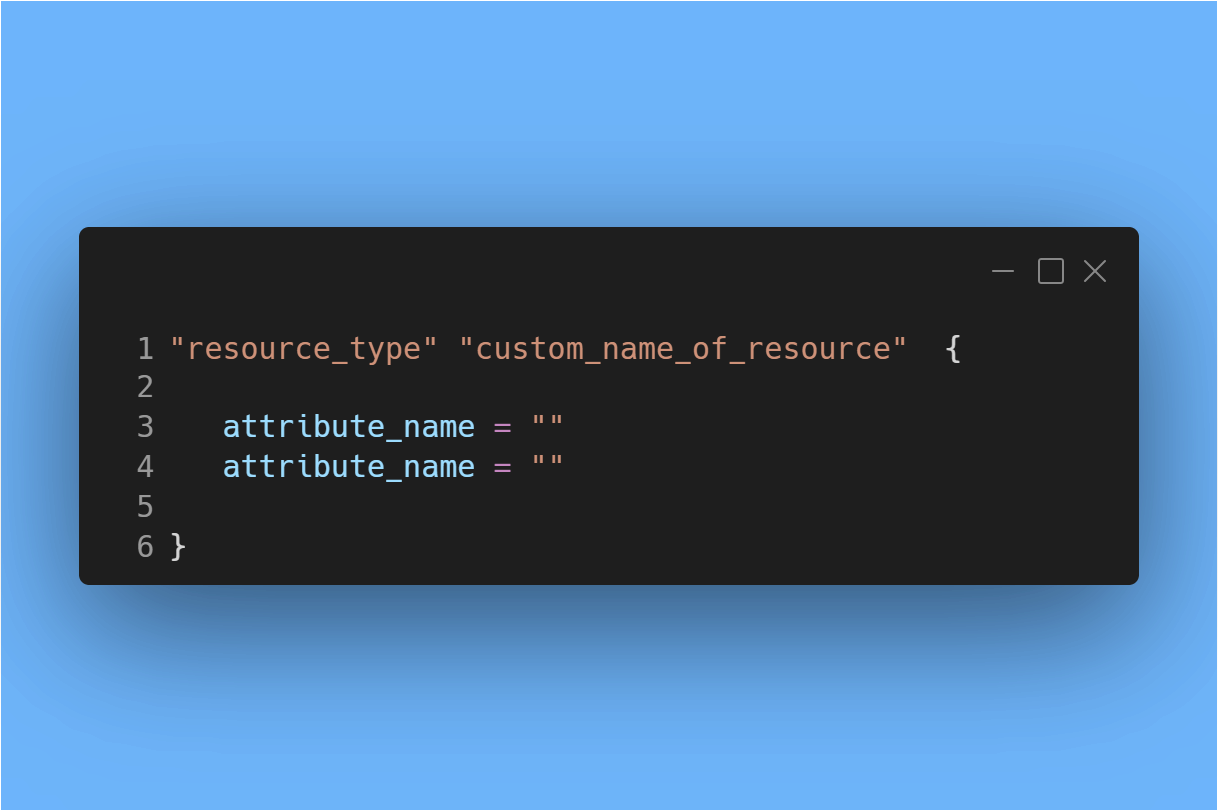 1 "resource_type" "custom_name_of_resource"  {
2
3    attribute_name = ""
4    attribute_name = ""
5
6 }